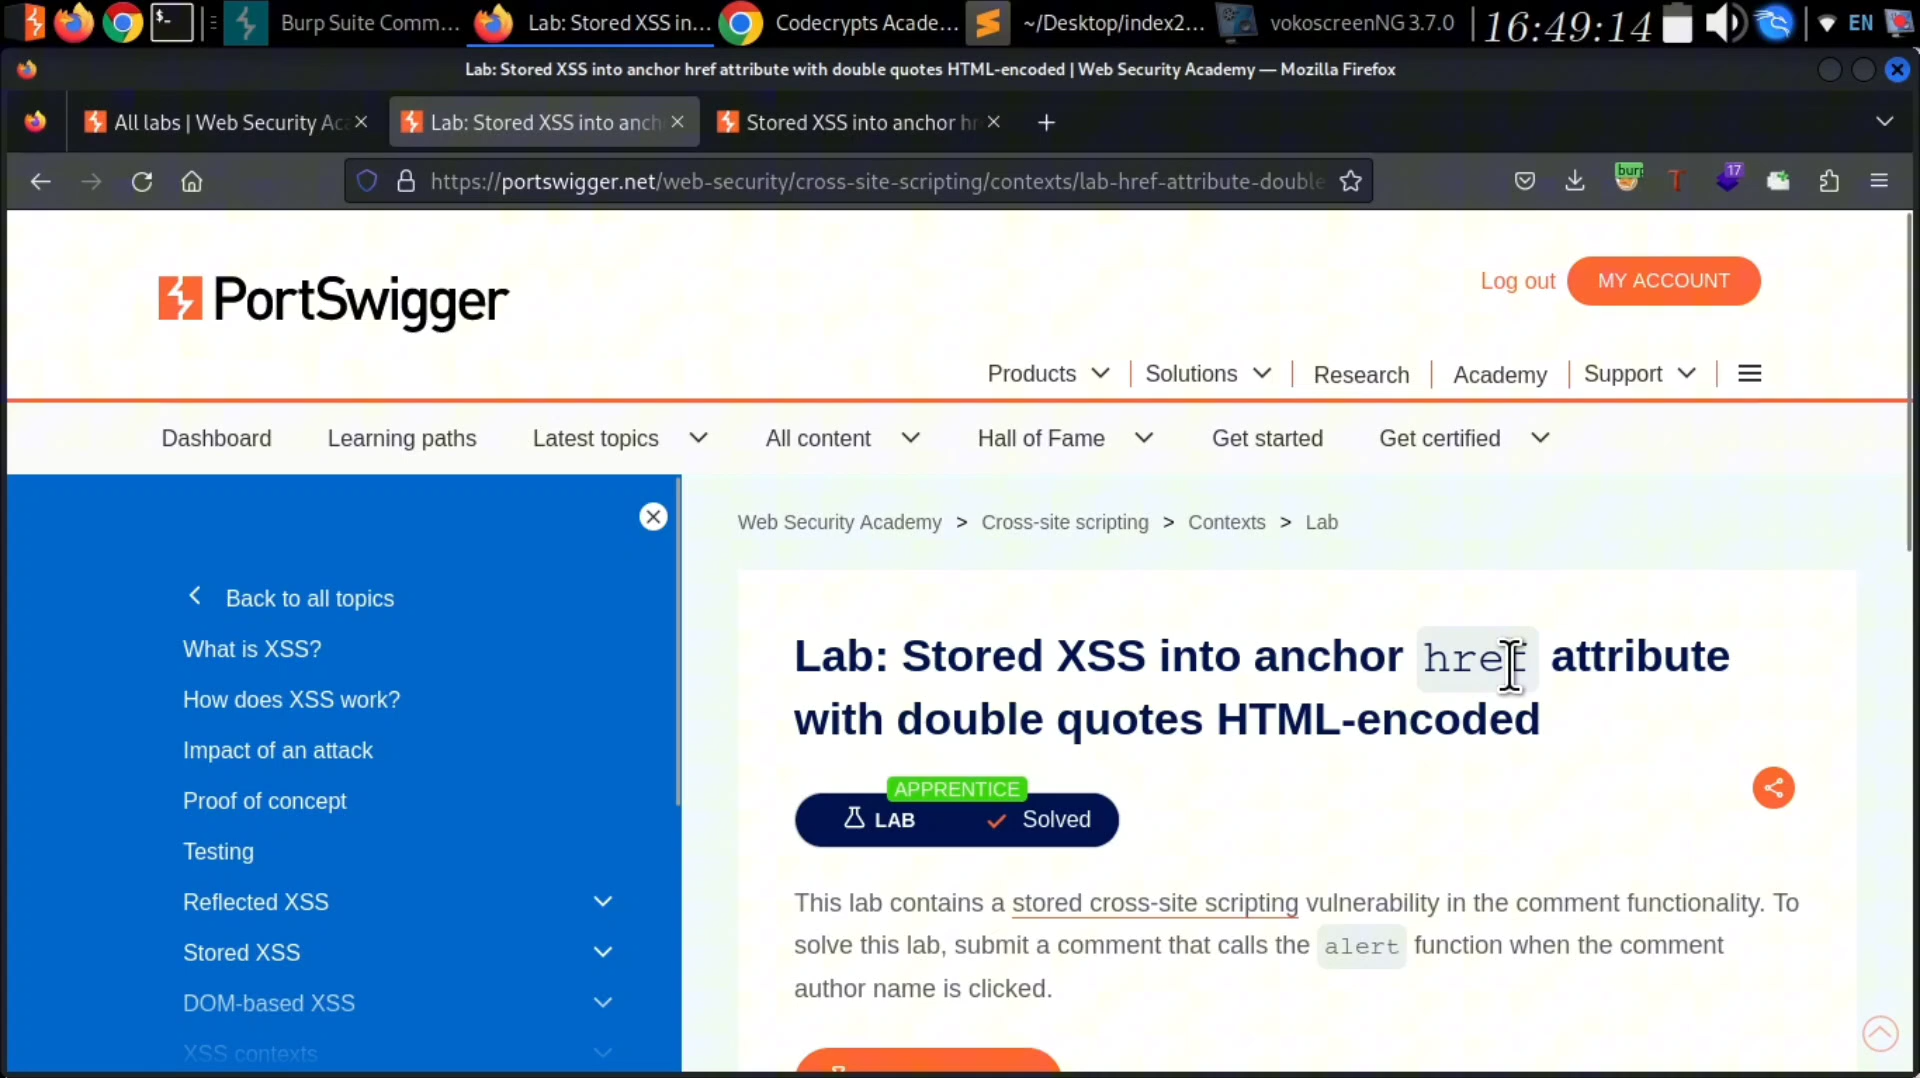 Burp Suite Comm...
Lab: Stored XSS in...
Codecrypts Acade...
~/Desktop/index2...
vokoscreenNG 3.7.0
16:49:14
EN
Lab: Stored XSS into anchor href attribute with double quotes HTML-encoded | Web Security Academy — Mozilla Firefox
All labs | Web Security Ac
Lab: Stored XSS into anch
Stored XSS into anchor hr
https://portswigger.net/web-security/cross-site-scripting/contexts/lab-href-attribute-double
burp
T
17
PortSwigger
Log out
MY ACCOUNT
Products
Solutions
Research
Academy
Support
Dashboard
Learning paths
Latest topics
All content
Hall of Fame
Get started
Get certified
Back to all topics
What is XSS?
How does XSS work?
Impact of an attack
Proof of concept
Testing
Reflected XSS
Stored XSS
DOM-based XSS
XSS contexts
Web Security Academy > Cross-site scripting > Contexts > Lab
Lab: Stored XSS into anchor href attribute
with double quotes HTML-encoded
APPRENTICE
LAB
Solved
This lab contains a stored cross-site scripting vulnerability in the comment functionality. To
solve this lab, submit a comment that calls the alert function when the comment
author name is clicked.